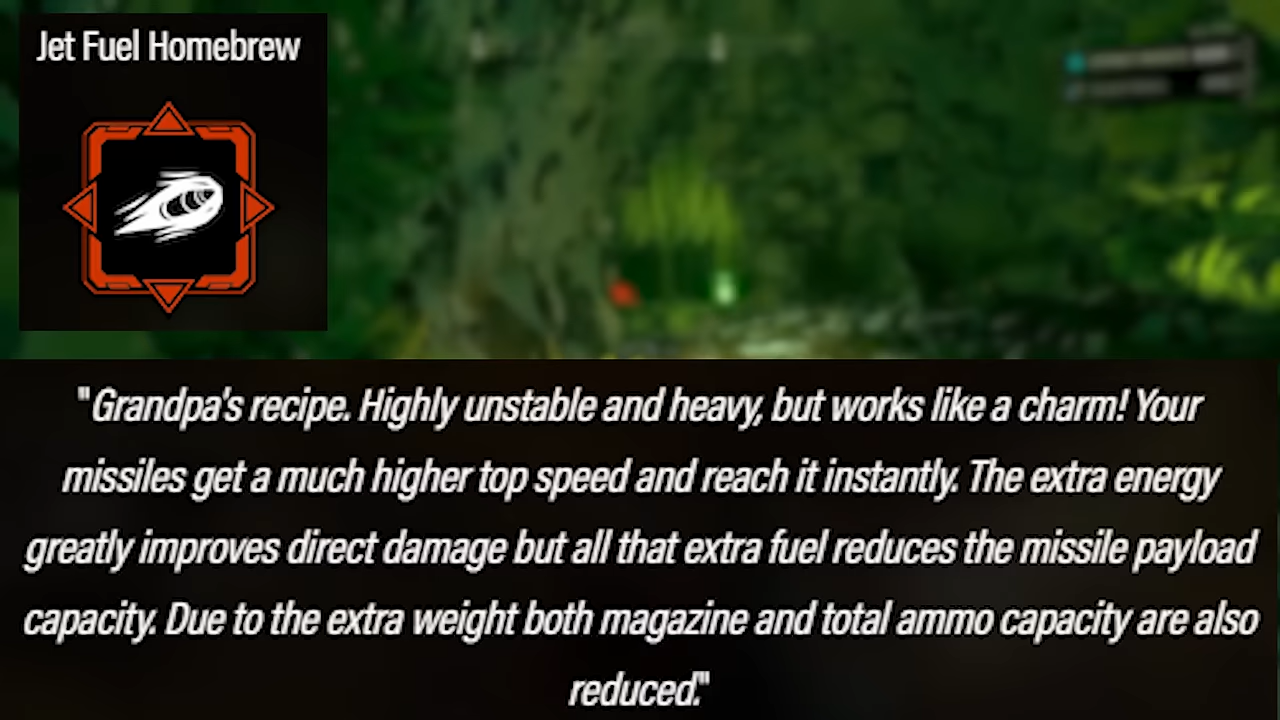 Jet Fuel Homebrew
"Grandpa's recipe. Highly unstable and heavy, but works like a charm! Your
missiles get a much higher top speed and reach it instantly. The extra energy
greatly improves direct damage but all that extra fuel reduces the missile payload
capacity. Due to the extra weight both magazine and total ammo capacity are also
reduced."